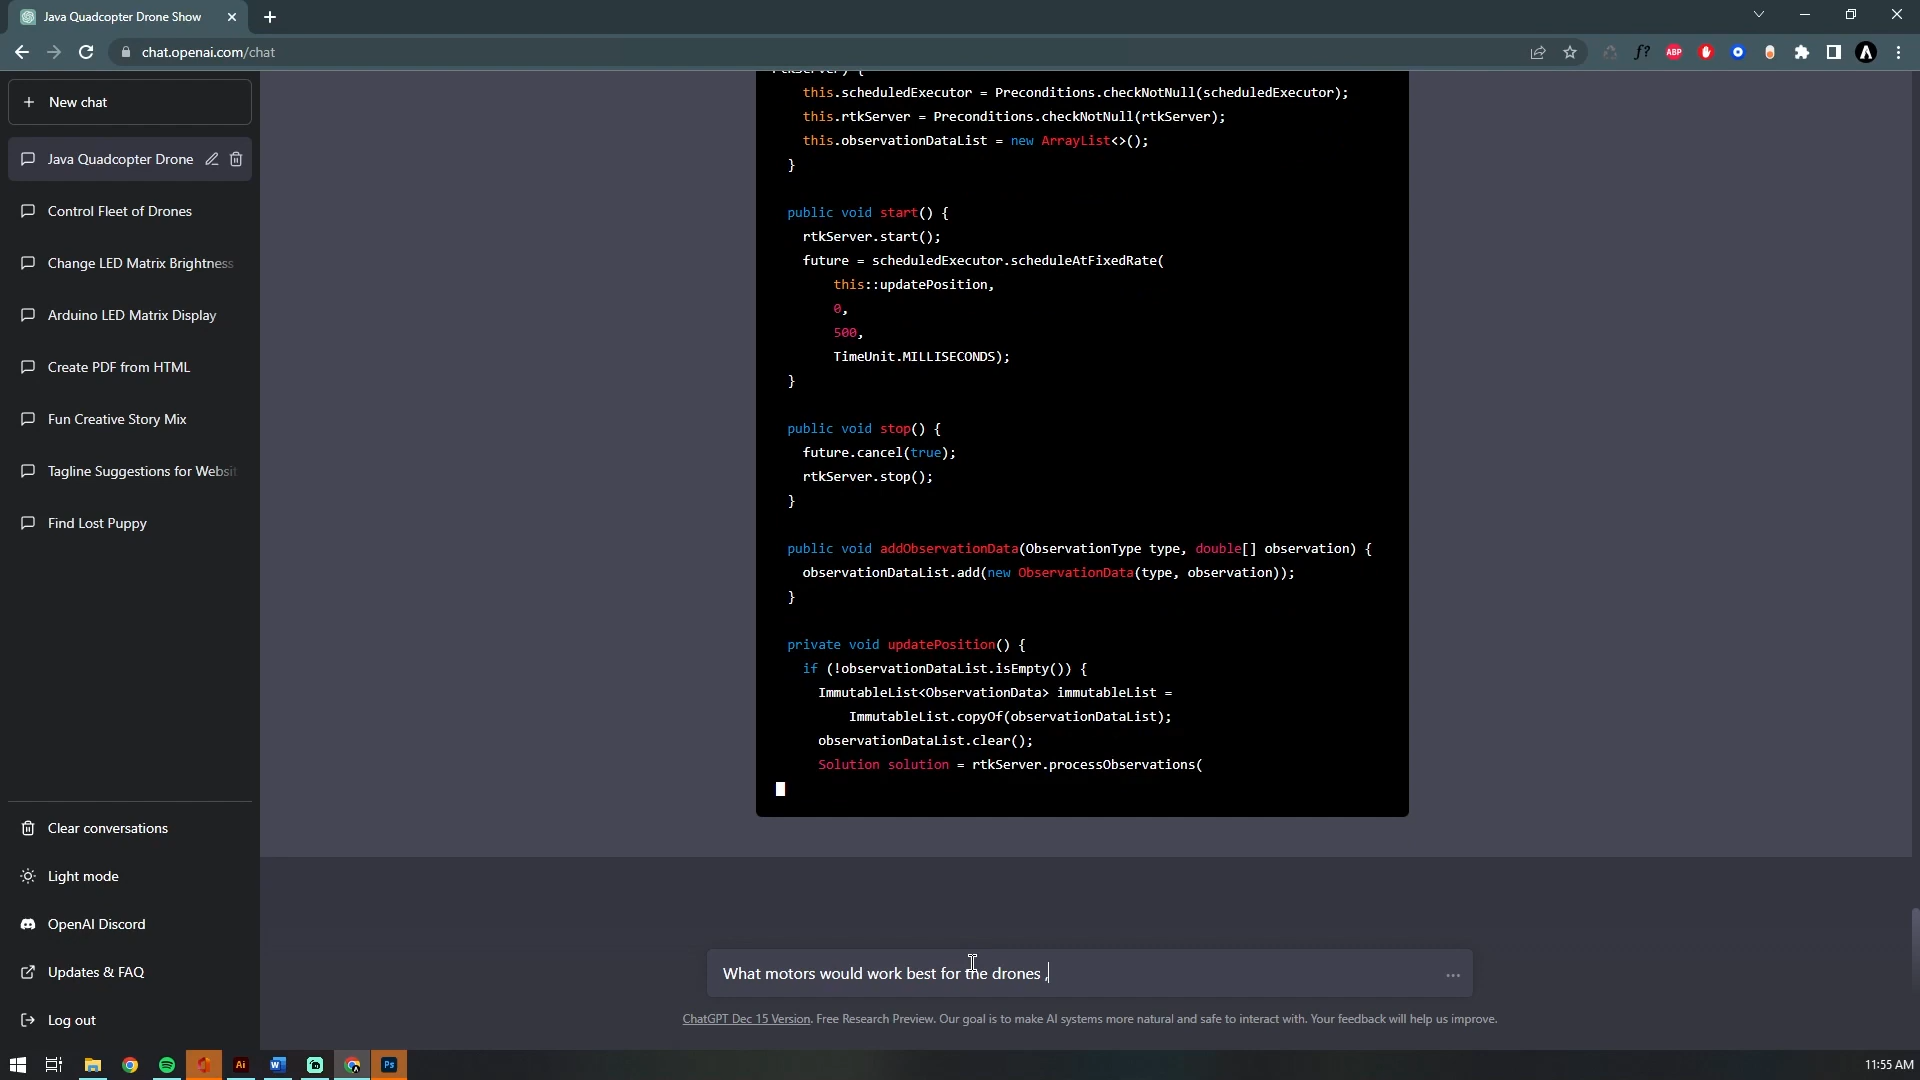 Java Quadcopter Drone Show
chat.openai.com/chat
f?
ABP
New chat
Java Quadcopter Drone
Control Fleet of Drones
Change LED Matrix Brightness
Arduino LED Matrix Display
Create PDF from HTML
Fun Creative Story Mix
Tagline Suggestions for Websit
Find Lost Puppy
Clear conversations
Light mode
OpenAI Discord
Updates & FAQ
Log out
rtkServer) {
this.scheduledExecutor = Preconditions.checkNotNull(scheduledExecutor);
this.rtkServer = Preconditions.checkNotNull(rtkServer);
this.observationDataList = new ArrayList<>();
}
public void start() {
rtkServer.start();
future = scheduledExecutor.scheduleAtFixedRate(
this::updatePosition,
0,
500,
TimeUnit.MILLISECONDS);
}
public void stop() {
future.cancel(true);
rtkServer.stop();
}
public void addObservationData(ObservationType type, double[] observation) {
observationDataList.add(new ObservationData(type, observation));
}
private void updatePosition() {
if (!observationDataList.isEmpty()) {
ImmutableList<ObservationData> immutableList =
ImmutableList.copyOf(observationDataList);
observationDataList.clear();
Solution solution = rtkServer.processObservations(
What motors would work best for the drones ,
ChatGPT Dec 15 Version. Free Research Preview. Our goal is to make AI systems more natural and safe to interact with. Your feedback will help us improve.
Ai
W
Ps
11:55 AM